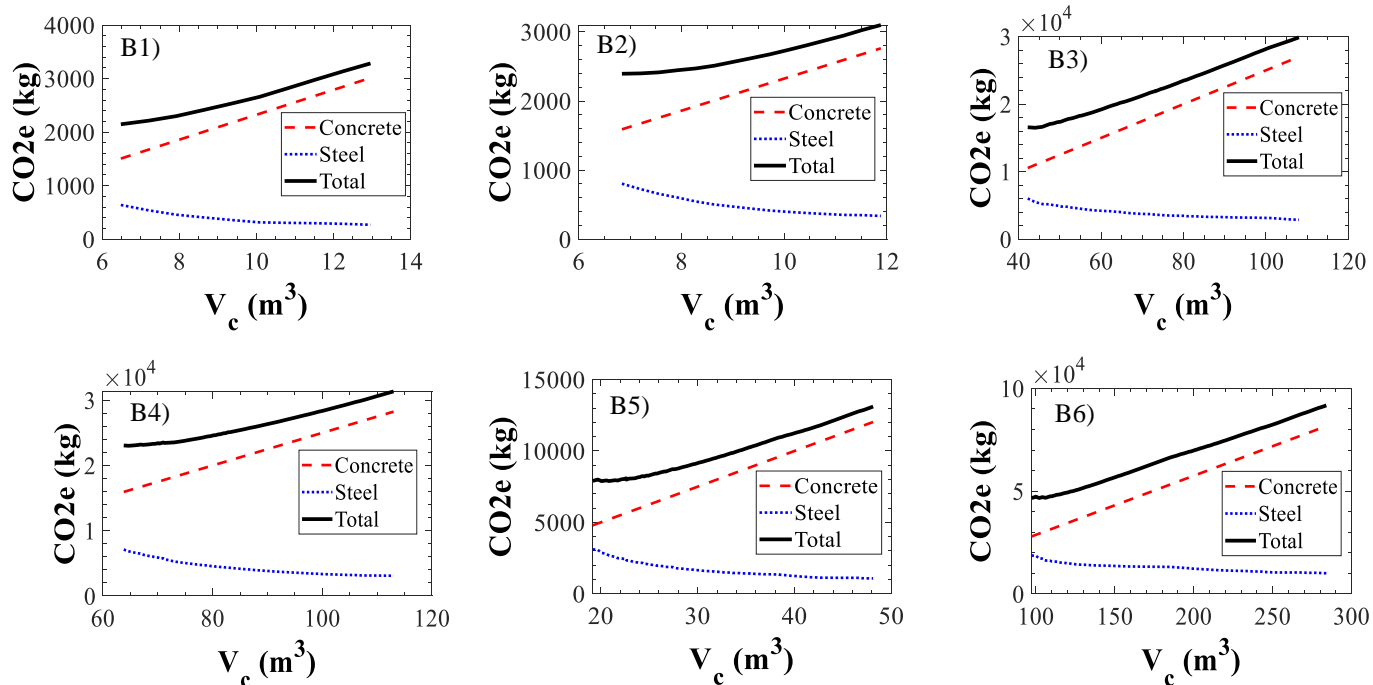 B1)
CO2e (kg)
4000
3000
2000
1000
0
Concrete
Steel
Total
6 8 10 12 14
V_c (m^3)
B2)
CO2e (kg)
3000
2000
1000
0
Concrete
Steel
Total
6 8 10 12
V_c (m^3)
×10^4
B3)
CO2e (kg)
3
2
1
0
Concrete
Steel
Total
40 60 80 100 120
V_c (m^3)
×10^4
B4)
CO2e (kg)
3
2
1
0
Concrete
Steel
Total
60 80 100 120
V_c (m^3)
B5)
CO2e (kg)
15000
10000
5000
0
Concrete
Steel
Total
20 30 40 50
V_c (m^3)
×10^4
B6)
CO2e (kg)
10
5
0
Concrete
Steel
Total
100 150 200 250 300
V_c (m^3)